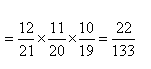 = 12/21 × 11/20 × 10/19 = 22/133